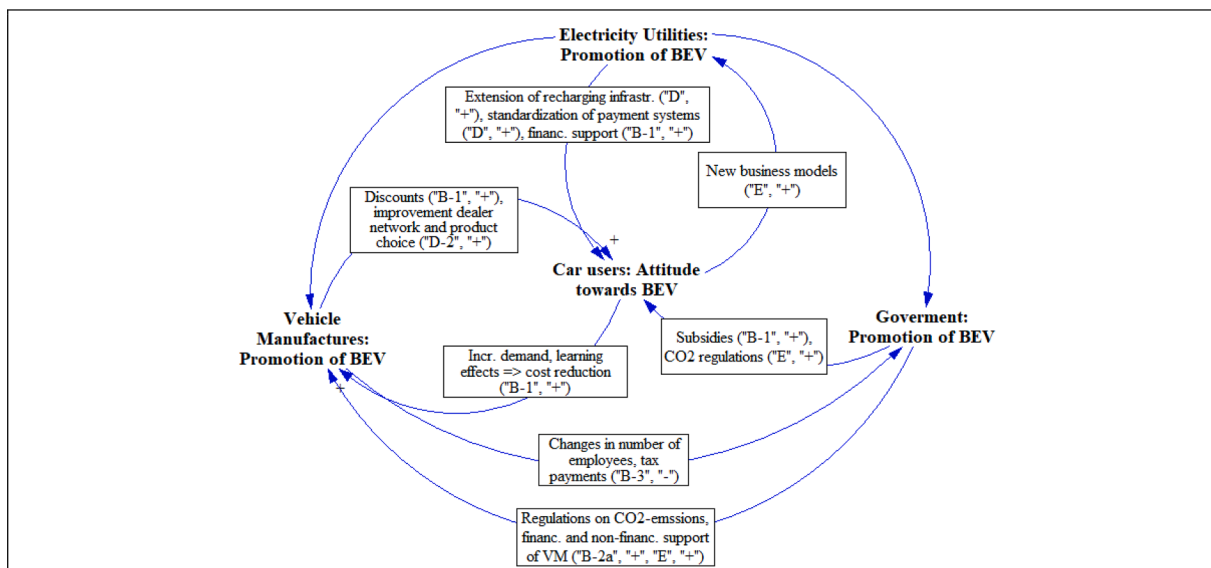 Electricity Utilities:
Promotion of BEV
Extension of recharging infrastr. ("D",
"+"), standardization of payment systems
("D", "+"), financ. support ("B-1", "+")
New business models
("E", "+")
Discounts ("B-1", "+"),
improvement dealer
network and product
choice ("D-2", "+")
+
Car users: Attitude
towards BEV
Vehicle
Manufactures:
Promotion of BEV
Goverment:
Promotion of BEV
Subsidies ("B-1", "+"),
CO2 regulations ("E", "+")
Incr. demand, learning
effects => cost reduction
("B-1", "+")
+
Changes in number of
employees, tax
payments ("B-3", "-")
Regulations on CO2-emssions,
financ. and non-financ. support
of VM ("B-2a", "+", "E", "+")